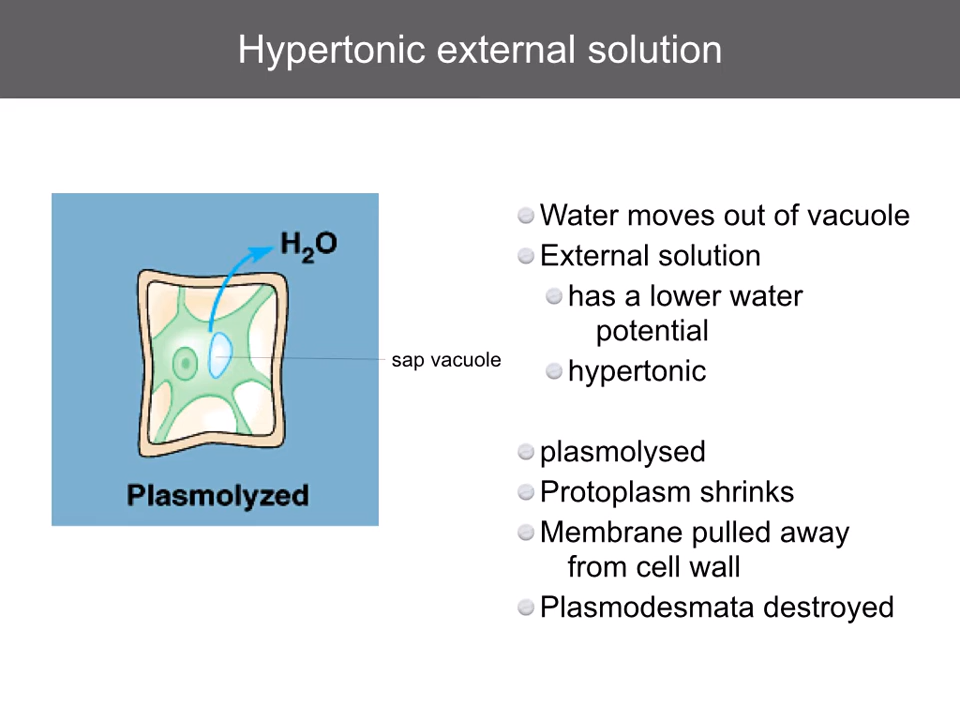 Hypertonic external solution
H₂O
sap vacuole
Plasmolyzed
Water moves out of vacuole
External solution
has a lower water
potential
hypertonic
plasmolysed
Protoplasm shrinks
Membrane pulled away
from cell wall
Plasmodesmata destroyed